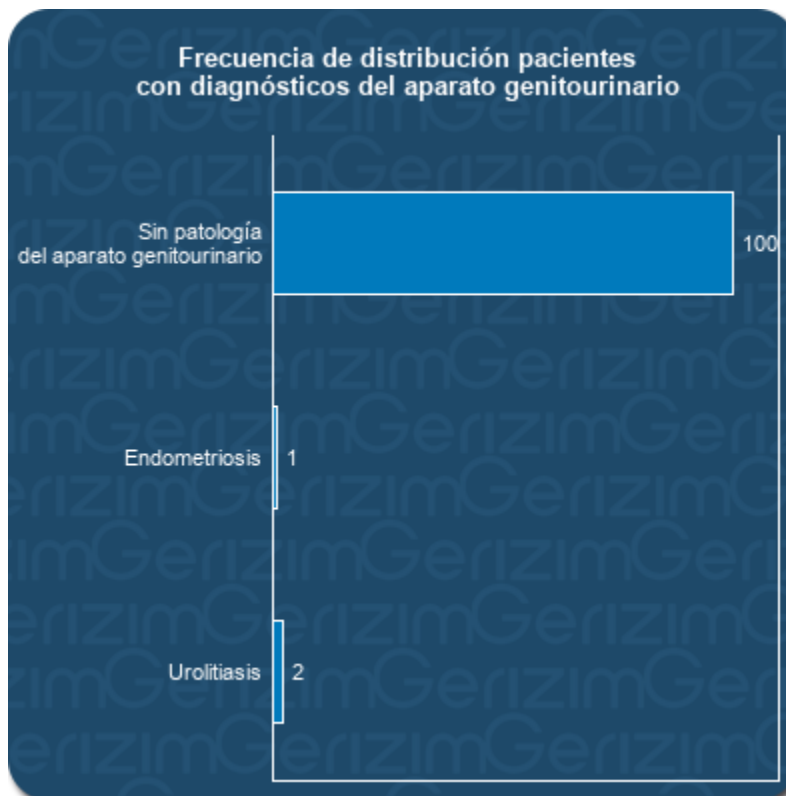 Frecuencia de distribución pacientes
con diagnósticos del aparato genitourinario
Sin patología
del aparato genitourinario
100
Endometriosis
1
Urolitiasis
2
Gerizim